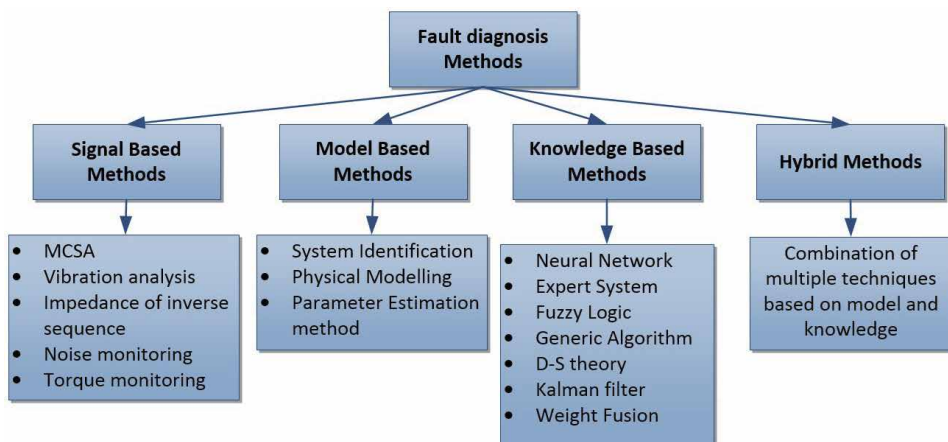 Fault diagnosis
Methods
Signal Based
Methods
Model Based
Methods
Knowledge Based
Methods
Hybrid Methods
• MCSA
• Vibration analysis
• Impedance of inverse
sequence
• Noise monitoring
• Torque monitoring
• System Identification
• Physical Modelling
• Parameter Estimation
method
• Neural Network
• Expert System
• Fuzzy Logic
• Generic Algorithm
• D-S theory
• Kalman filter
• Weight Fusion
Combination of
multiple techniques
based on model and
knowledge